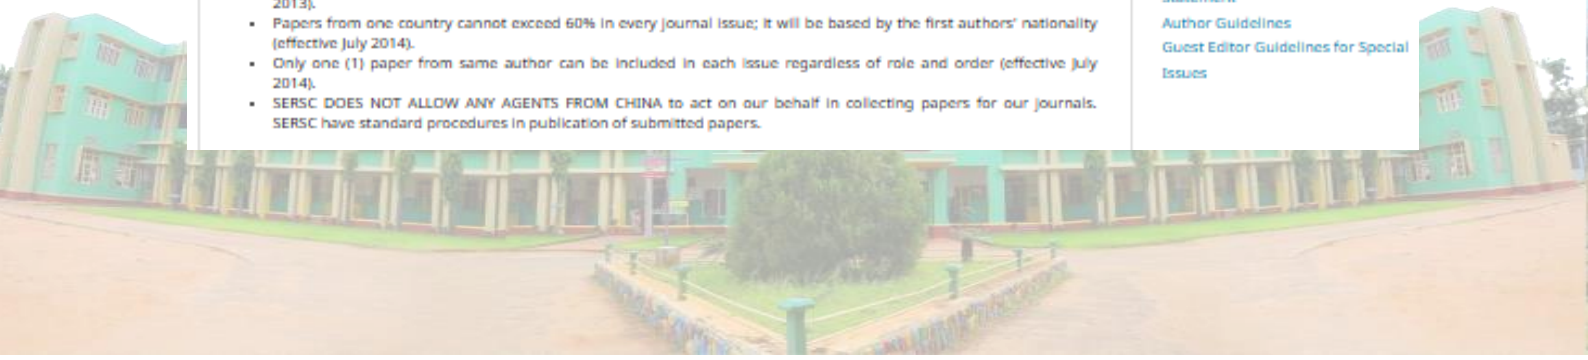 2013).
Papers from one country cannot exceed 60% in every journal issue; it will be based by the first authors' nationality
(effective July 2014).
Only one (1) paper from same author can be included in each issue regardless of role and order (effective July
2014).
SERSC DOES NOT ALLOW ANY AGENTS FROM CHINA to act on our behalf in collecting papers for our journals.
SERSC have standard procedures in publication of submitted papers.
Statement
Author Guidelines
Guest Editor Guidelines for Special
Issues